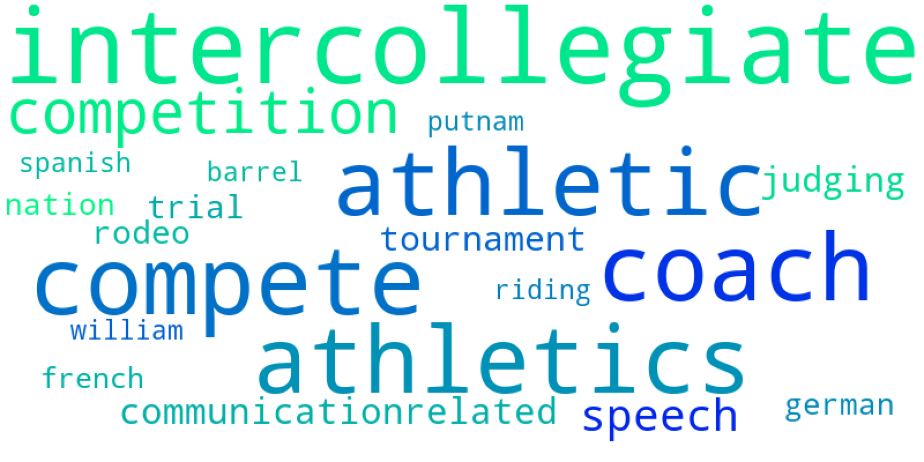 intercollegiate
competition putnam
spanish barrel athletic judging
nation trial
rodeo tournament coach
compete riding
william athletics
french german
communicationrelated speech